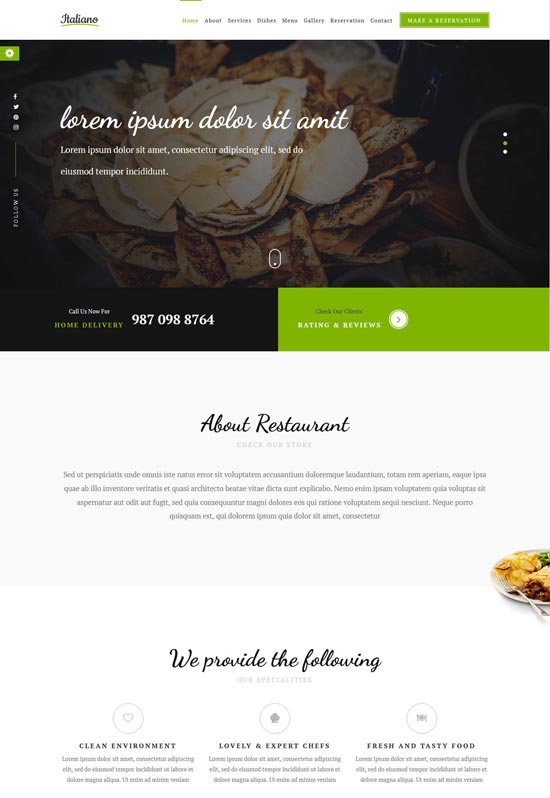 Italiano
Home About Services Dishes Menu Gallery Reservation Contact MAKE A RESERVATION
lorem ipsum dolor sit amit
Lorem ipsum dolor sit amet, consectetur adipiscing elit, sed do
eiusmod tempor incididunt.
FOLLOW US
Call Us Now For
HOME DELIVERY
987 098 8764
Check Our Clients
RATING & REVIEWS
About Restaurant
CHECK OUR STORY
Sed ut perspiciatis unde omnis iste natus error sit voluptatem accusantium doloremque laudantium, totam rem aperiam, eaque ipsa
quae ab illo inventore veritatis et quasi architecto beatae vitae dicta sunt explicabo. Nemo enim ipsam voluptatem quia voluptas sit
aspernatur aut odit aut fugit, sed quia consequuntur magni dolores eos qui ratione voluptatem sequi nesciunt. Neque porro
quisquam est, qui dolorem ipsum quia dolor sit amet, consectetur
We provide the following
OUR SPECIALITIES
CLEAN ENVIRONMENT
Lorem ipsum dolor sit amet, consectetur
adipiscing elit, sed do eiusmod
tempor incididunt ut labore et
dolore magna aliqua. Ut enim ad minim veniam
LOVELY & EXPERT CHEFS
Lorem ipsum dolor sit amet, consectetur
adipiscing elit, sed do eiusmod
tempor incididunt ut labore et
dolore magna aliqua. Ut enim ad minim veniam
FRESH AND TASTY FOOD
Lorem ipsum dolor sit amet, consectetur
adipiscing elit, sed do eiusmod
tempor incididunt ut labore et
dolore magna aliqua. Ut enim ad minim veniam